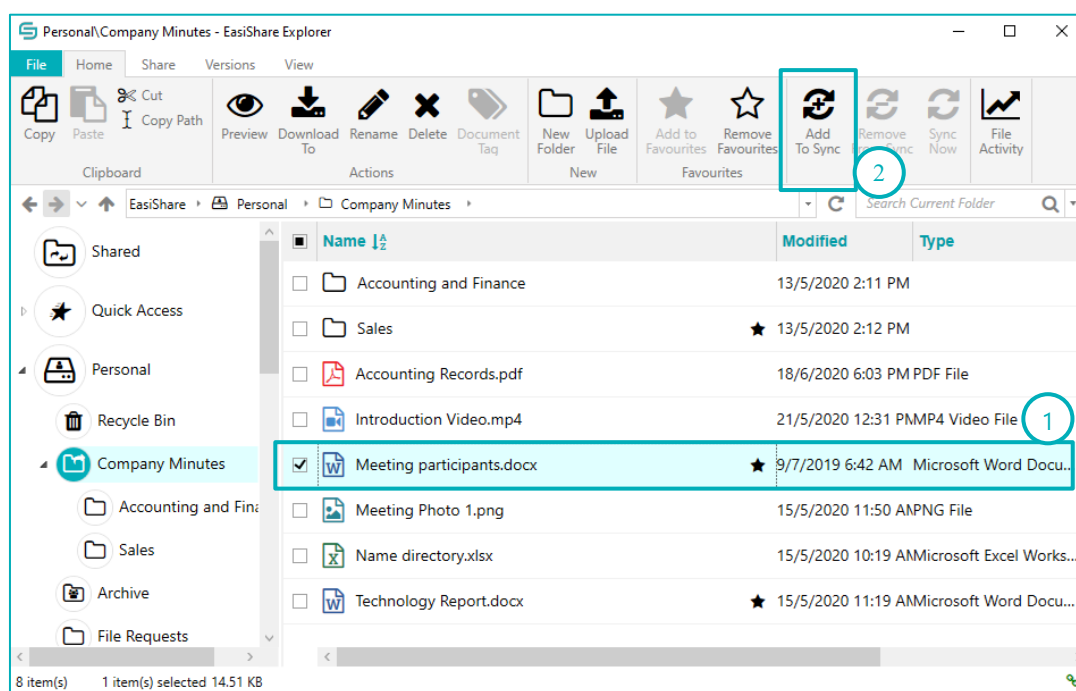 Personal\Company Minutes - EasiShare Explorer
File Home Share Versions View
Copy
Paste
Cut
Copy Path
Clipboard
Preview
Download To
Rename
Delete
Document Tag
Actions
New Folder
Upload File
New
Add to Favourites
Remove Favourites
Favourites
Add To Sync
Remove From Sync
Sync Now
File Activity
2
EasiShare Personal Company Minutes
Search Current Folder
Shared
Quick Access
Personal
Recycle Bin
Company Minutes
Accounting and Fina
Sales
Archive
File Requests
Name Modified Type
Accounting and Finance 13/5/2020 2:11 PM
Sales 13/5/2020 2:12 PM
Accounting Records.pdf 18/6/2020 6:03 PM PDF File
Introduction Video.mp4 21/5/2020 12:31 PM MP4 Video File
1
Meeting participants.docx 9/7/2019 6:42 AM Microsoft Word Docu...
Meeting Photo 1.png 15/5/2020 11:50 AM PNG File
Name directory.xlsx 15/5/2020 10:19 AM Microsoft Excel Works...
Technology Report.docx 15/5/2020 11:19 AM Microsoft Word Docu...
8 item(s) 1 item(s) selected 14.51 KB